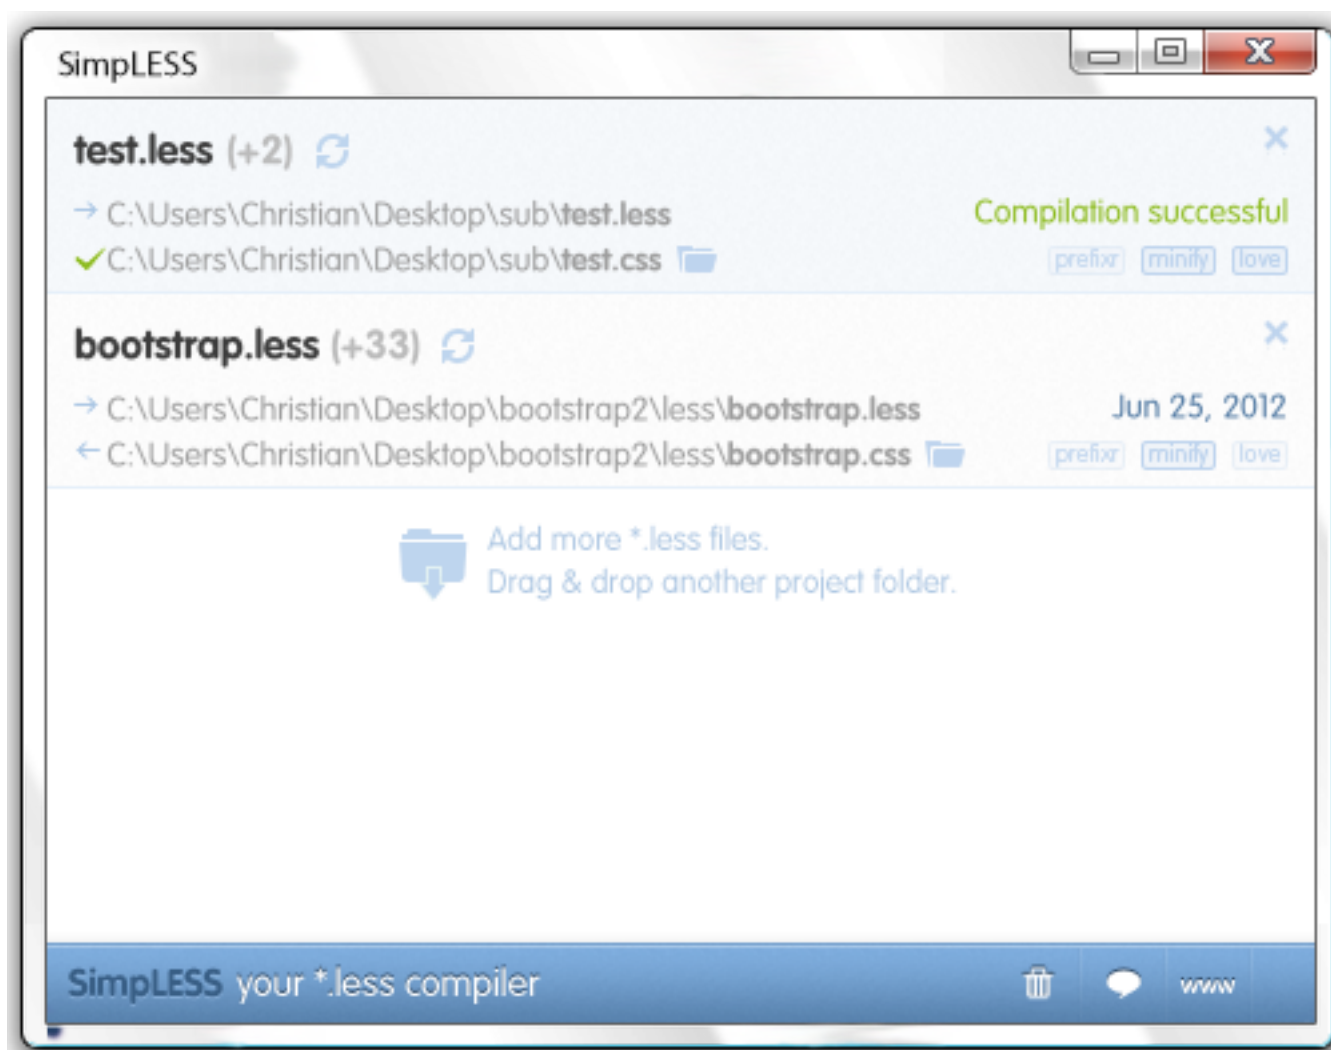 SimpLESS
test.less (+2)
C:\Users\Christian\Desktop\sub\test.less
Compilation successful
C:\Users\Christian\Desktop\sub\test.css
prefixr minify love
bootstrap.less (+33)
C:\Users\Christian\Desktop\bootstrap2\less\bootstrap.less
Jun 25, 2012
C:\Users\Christian\Desktop\bootstrap2\less\bootstrap.css
prefixr minify love
Add more *.less files.
Drag & drop another project folder.
SimpLESS your *.less compiler
www